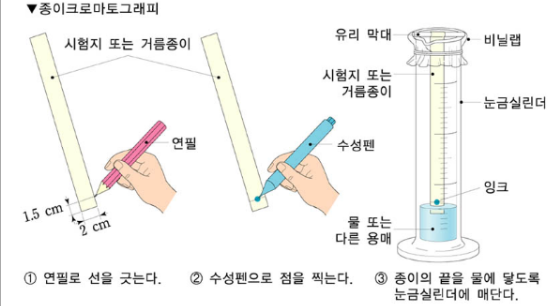 ▼종이크로마토그래피
시험지 또는 거름종이
연필
1.5 cm
2 cm
수성펜
유리 막대
비닐랩
시험지 또는
거름종이
눈금실린더
잉크
물 또는
다른 용매
① 연필로 선을 긋는다.
② 수성펜으로 점을 찍는다.
③ 종이의 끝을 물에 닿도록
눈금실린더에 매단다.